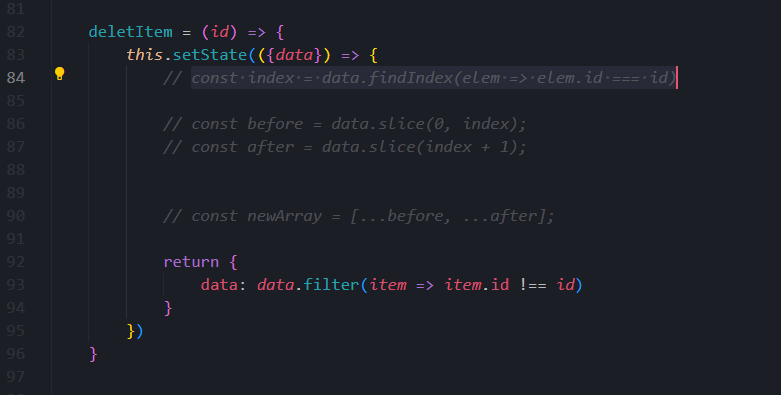 81
82 deletItem = (id) => {
83 this.setState(({data}) => {
84 // const index = data.findIndex(elem => elem.id === id)
85
86 // const before = data.slice(0, index);
87 // const after = data.slice(index + 1);
88
89
90 // const newArray = [...before, ...after];
91
92 return {
93 data: data.filter(item => item.id !== id)
94 }
95 })
96 }
97